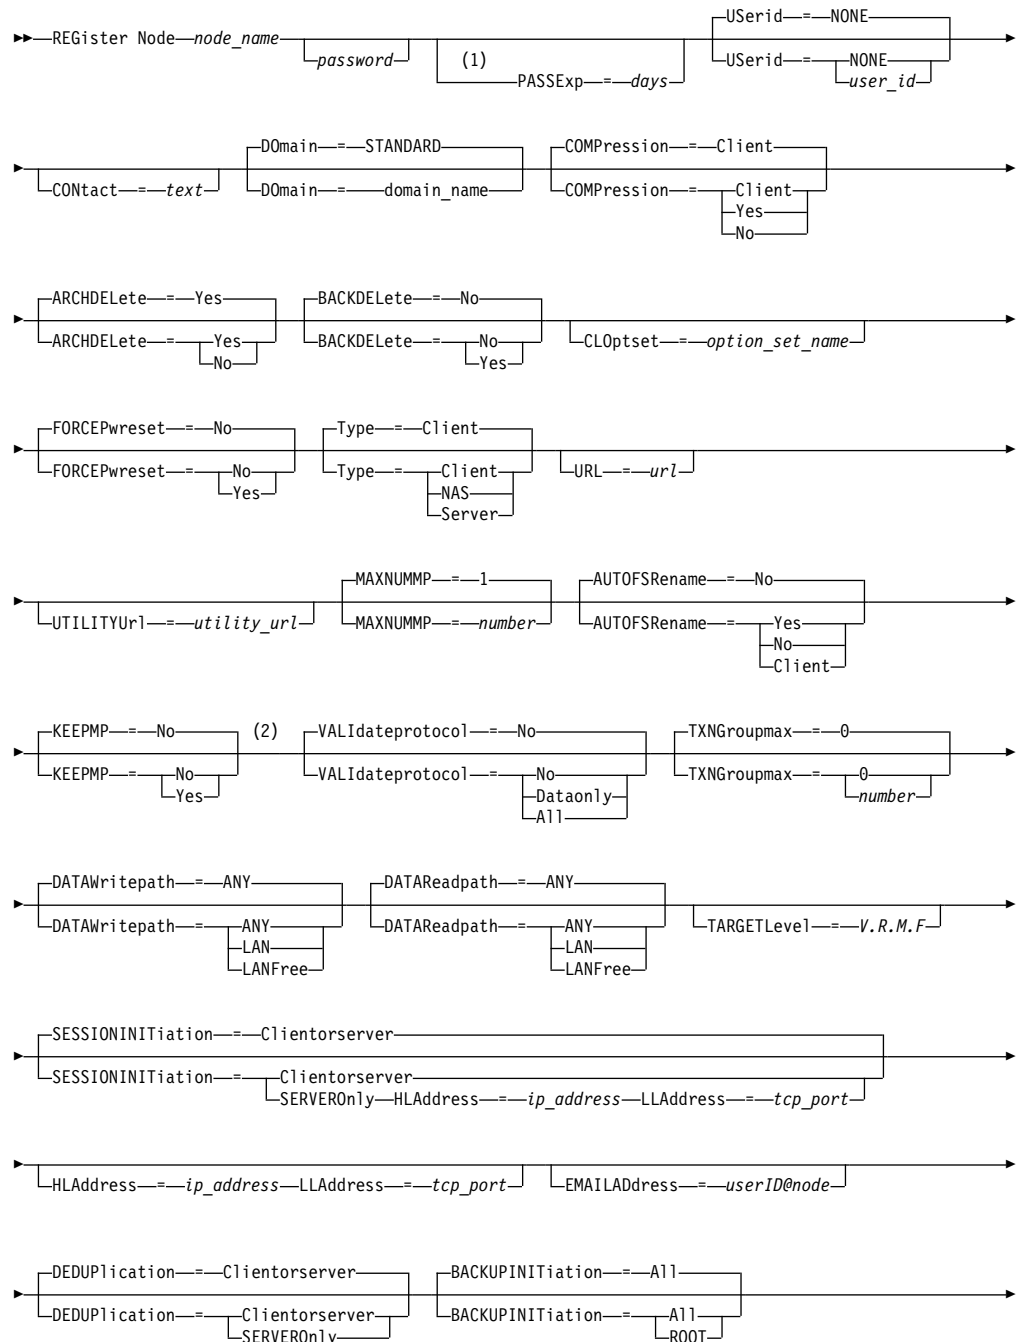 USerid = NONE
REGister Node node_name
password
(1)
PASSExp = days
USerid = NONE
user_id
CONtact = text
DOmain = STANDARD
DOmain = domain_name
COMPression = Client
COMPression = Client
Yes
No
ARCHDELete = Yes
ARCHDELete = Yes
No
BACKDELete = No
BACKDELete = No
Yes
CLOptset = option_set_name
FORCEPwreset = No
FORCEPwreset = No
Yes
Type = Client
Type = Client
NAS
Server
URL = url
UTILITYUrl = utility_url
MAXNUMMP = 1
MAXNUMMP = number
AUTOFSRename = No
AUTOFSRename = Yes
No
Client
KEEPMP = No
KEEPMP = No
Yes
(2)
VALIdateprotocol = No
VALIdateprotocol = No
Dataonly
All
TXNGroupmax = 0
TXNGroupmax = 0
number
DATAWritepath = ANY
DATAWritepath = ANY
LAN
LANFree
DATAReadpath = ANY
DATAReadpath = ANY
LAN
LANFree
TARGETLevel = V.R.M.F
SESSIONINITiation = Clientorserver
SESSIONINITiation = Clientorserver
SERVEROnly HLAddress = ip_address LLAddress = tcp_port
HLAddress = ip_address LLAddress = tcp_port
EMAILADdress = userID@node
DEDUPlication = Clientorserver
DEDUPlication = Clientorserver
SERVEROnly
BACKUPINITiation = All
BACKUPINITiation = All
ROOT